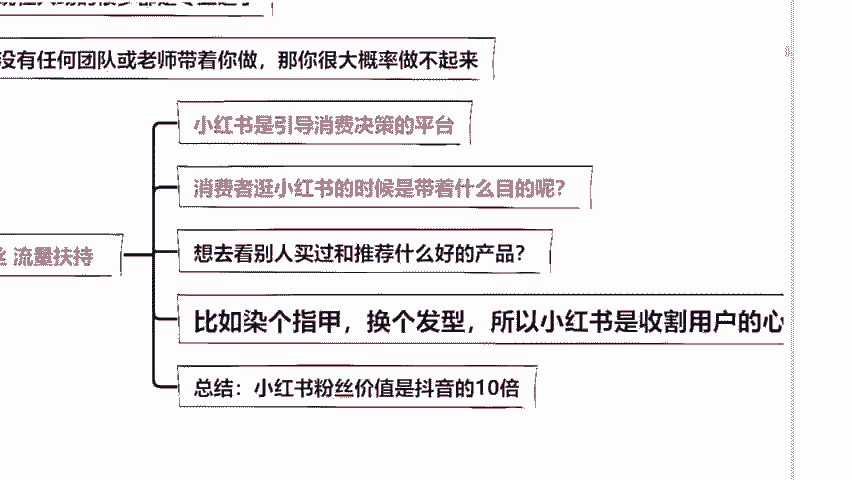 没有任何团队或老师带着你做，那你很大概率做不起来
小红书是引导消费决策的平台
消费者逛小红书的时候是带着什么目的呢？
流量扶持
想去看别人买过和推荐什么好的产品？
比如染个指甲，换个发型，所以小红书是收割用户的心
总结：小红书粉丝价值是抖音的10倍